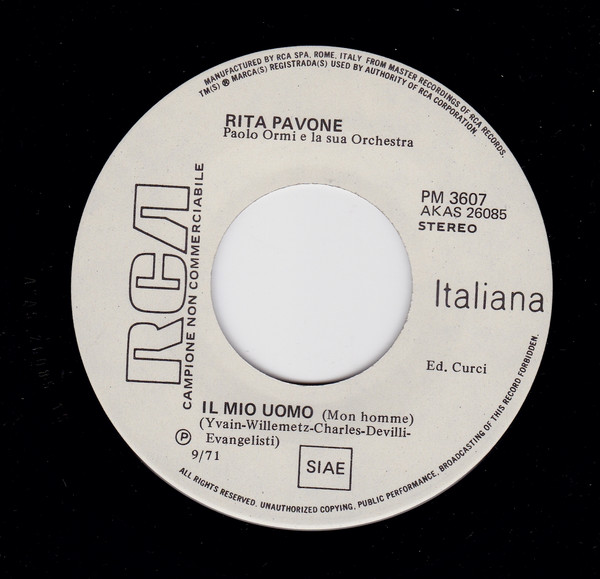 MANUFACTURED BY RCA SPA, ROME, ITALY FROM MASTER RECORDINGS OF RCA RECORDS.
TM(S) ® MARCA(S) REGISTRADA(S) USED BY AUTHORITY OF RCA CORPORATION.
RITA PAVONE
Paolo Ormi e la sua Orchestra
PM 3607
AKAS 26085
STEREO
RCA
CAMPIONE NON COMMERCIABILE
Italiana
Ed. Curci
IL MIO UOMO (Mon homme)
(Yvain-Willemetz-Charles-Devilli-
Evangelisti)
Ⓟ
9/71
SIAE
ALL RIGHTS RESERVED. UNAUTHORIZED COPYING, PUBLIC PERFORMANCE, BROADCASTING OF THIS RECORD FORBIDDEN.